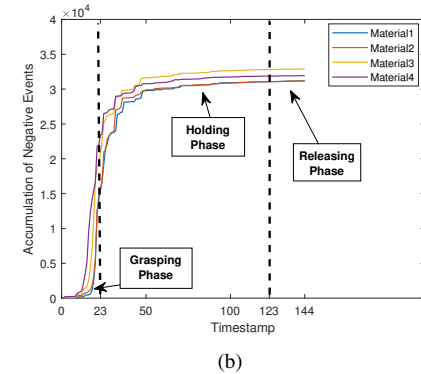 ×10⁴
4
3.5
3
2.5
2
1.5
1
0.5
0
Accumulation of Negative Events
Material1
Material2
Material3
Material4
Holding
Phase
Releasing
Phase
Grasping
Phase
0 23 50 100 123 144
Timestamp
(b)